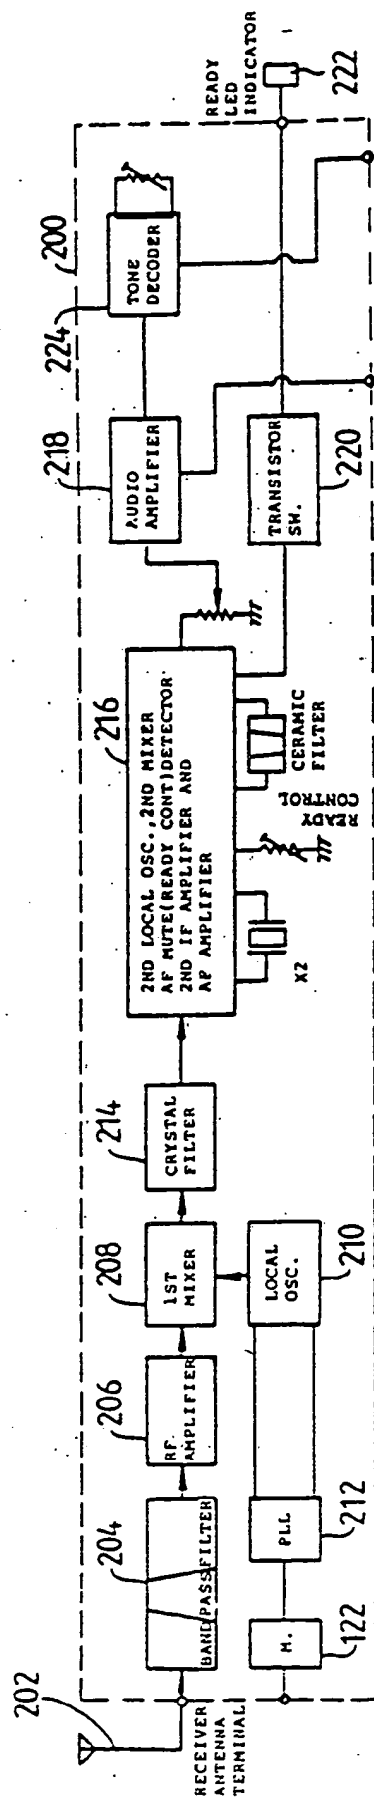 202
RECEIVER
ANTENNA
TERMINAL
204
BANDPASS FILTER
206
RF
AMPLIFIER
208
1ST
MIXER
214
CRYSTAL
FILTER
216
2ND LOCAL OSC.,2ND MIXER
AF MUTE(READY CONT)DETECTOR
2ND IF AMPLIFIER AND
AF AMPLIFIER
218
AUDIO
AMPLIFIER
224
TONE
DECODER
200
READY
LED
INDICATOR
222
M.
122
PLL
212
LOCAL
OSC.
210
X2
READY
CONTROL
CERAMIC
FILTER
TRANSISTOR
SW.
220